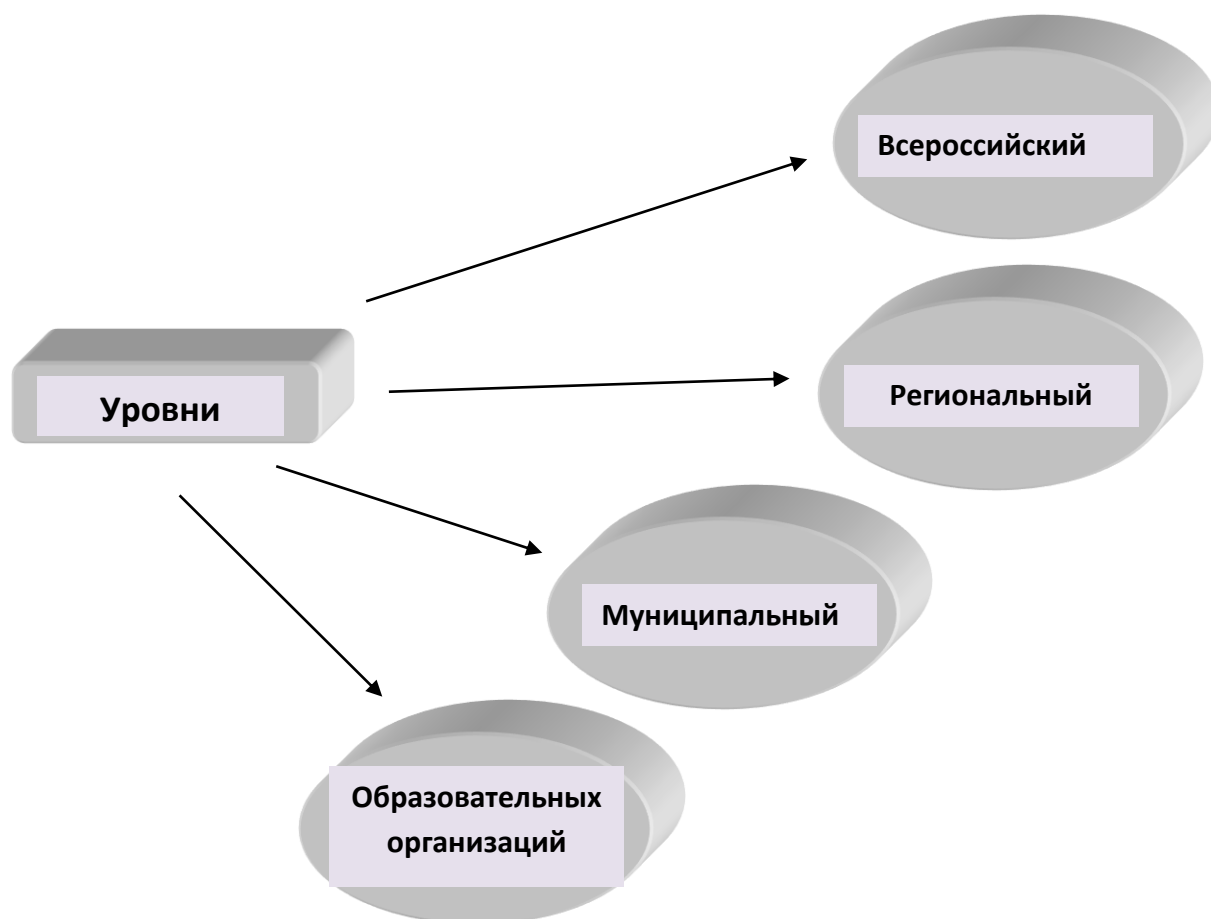 Всероссийский
Региональный
Уровни
Муниципальный
Образовательных
организаций